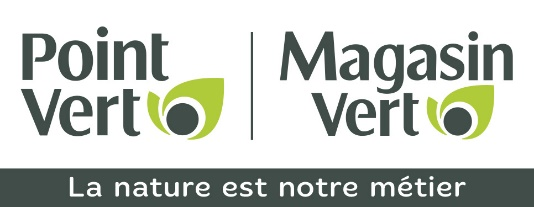 Point
Vert
Magasin
Vert
La nature est notre métier